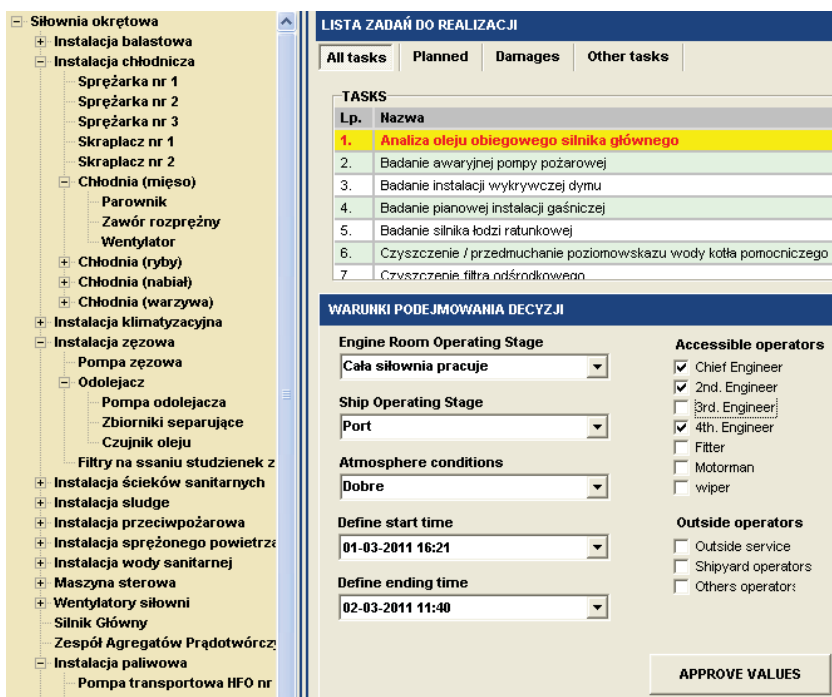 Siłownia okrętowa
Instalacja balastowa
Instalacja chłodnicza
Sprężarka nr 1
Sprężarka nr 2
Sprężarka nr 3
Skraplacz nr 1
Skraplacz nr 2
Chłodnia (mięso)
Parownik
Zawór rozprężny
Wentylator
Chłodnia (ryby)
Chłodnia (nabiał)
Chłodnia (warzywa)
Instalacja klimatyzacyjna
Instalacja zęzowa
Pompa zęzowa
Odolejacz
Pompa odolejacza
Zbiorniki separujące
Czujnik oleju
Filtry na ssaniu studzienek z
Instalacja ścieków sanitarnych
Instalacja sludge
Instalacja przeciwpożarowa
Instalacja sprężonego powietrza
Instalacja wody sanitarnej
Maszyna sterowa
Wentylatory siłowni
Silnik Główny
Zespół Agregatów Prądotwórczy
Instalacja paliwowa
Pompa transportowa HFO nr
LISTA ZADAŃ DO REALIZACJI
All tasks Planned Damages Other tasks
TASKS
Lp. Nazwa
1. Analiza oleju obiegowego silnika głównego
2. Badanie awaryjnej pompy pożarowej
3. Badanie instalacji wykrywczej dymu
4. Badanie pianowej instalacji gaśniczej
5. Badanie silnika łodzi ratunkowej
6. Czyszczenie / przedmuchanie poziomowskazu wody kotła pomocniczego
7 Czyszczenie filtra odśrodkowego
WARUNKI PODEJMOWANIA DECYZJI
Engine Room Operating Stage
Cała siłownia pracuje
Ship Operating Stage
Port
Atmosphere conditions
Dobre
Define start time
01-03-2011 16:21
Define ending time
02-03-2011 11:40
Accessible operators
Chief Engineer
2nd. Engineer
3rd. Engineer
4th. Engineer
Fitter
Motorman
wiper
Outside operators
Outside service
Shipyard operators
Others operators
APPROVE VALUES